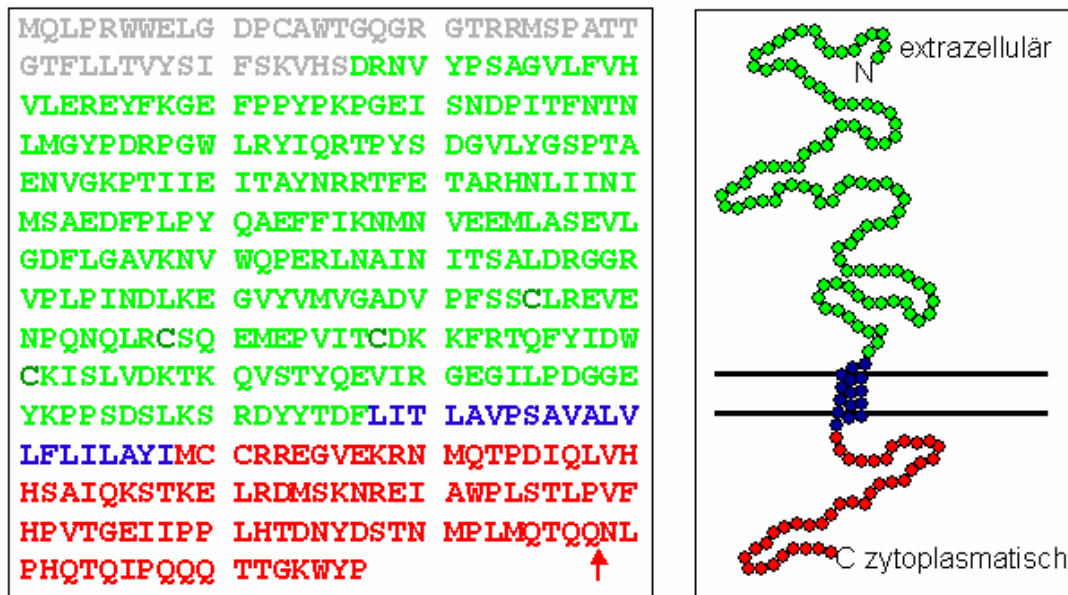 MQLPRWWELG DPCAWTGQGR GTRRMSPATT
GTFLLTVYSI FSKVHSDRNV YPSAGVLFVH
VLEREYFKGE FPPYPKPGEI SNDPITFNTN
LMGYPDRPGW LRYIQRTPYS DGVLYGSPTA
ENVGKPTIIE ITAYNRRTFE TARHNLIINI
MSAEDFPLPY QAEFFIKNMN VEEMLASEVL
GDFLGAVKNV WQPERLNAIN ITSALDRGGR
VPLPINDLKE GVYVMVGADV PFSSCLREVE
NPQNQLRCSQ EMEPVITCDK KFRTQFYIDW
CKISLVDKTK QVSTYQEVIR GEGILPDGGE
YKPPSDSLKS RDYYTDFLIT LAVPSAVALV
LFLILAYIMC CRREGVEKRN MQTPDIQLVH
HSAIQKSTKE LRDMSKNREI AWPLSTLPVF
HPVTGEIIPP LHTDNYDSTN MPLMQTQQNL
PHQTQIPQQQ TTGKWYP
extrazellulär
N
C zytoplasmatisch